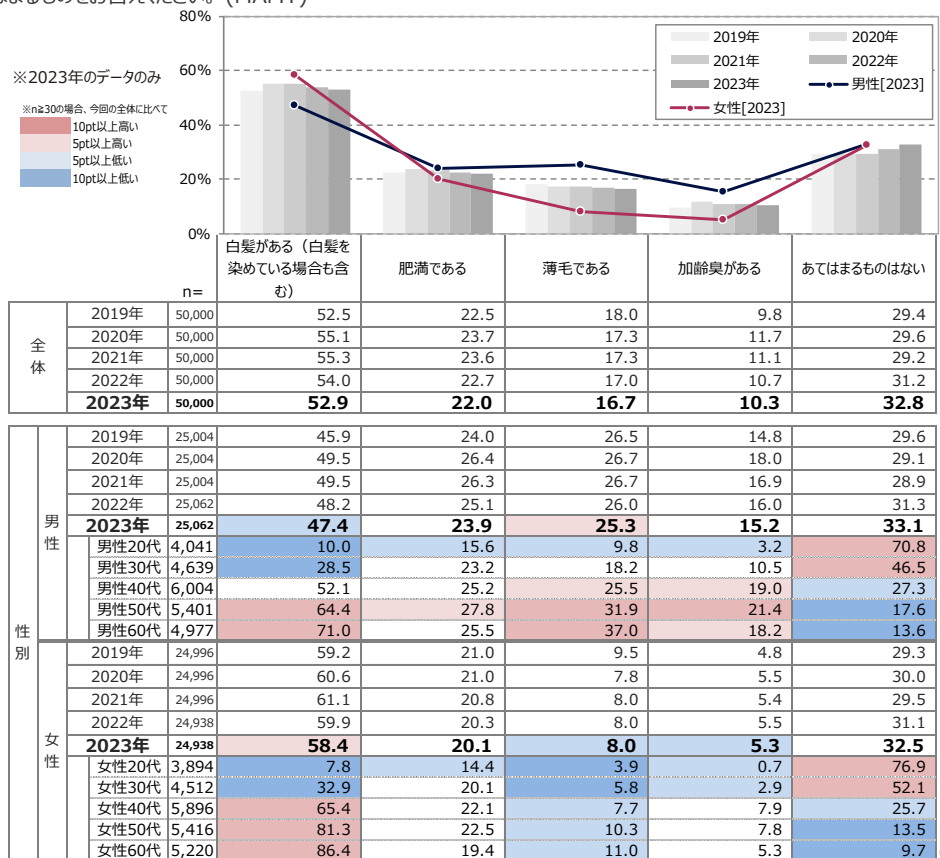 80%
60%
40%
20%
0%
※2023年のデータのみ
※n≧30の場合、今回の全体に比べて
10pt以上高い
5pt以上高い
5pt以上低い
10pt以上低い
2019年 2020年
2021年 2022年
2023年 男性[2023]
女性[2023]
n= 白髪がある（白髪を染めている場合も含む） 肥満である 薄毛である 加齢臭がある あてはまるものはない
全体
2019年 50,000 52.5 22.5 18.0 9.8 29.4
2020年 50,000 55.1 23.7 17.3 11.7 29.6
2021年 50,000 55.3 23.6 17.3 11.1 29.2
2022年 50,000 54.0 22.7 17.0 10.7 31.2
2023年 50,000 52.9 22.0 16.7 10.3 32.8
性別
男性
2019年 25,004 45.9 24.0 26.5 14.8 29.6
2020年 25,004 49.5 26.4 26.7 18.0 29.1
2021年 25,004 49.5 26.3 26.7 16.9 28.9
2022年 25,062 48.2 25.1 26.0 16.0 31.3
2023年 25,062 47.4 23.9 25.3 15.2 33.1
男性20代 4,041 10.0 15.6 9.8 3.2 70.8
男性30代 4,639 28.5 23.2 18.2 10.5 46.5
男性40代 6,004 52.1 25.2 25.5 19.0 27.3
男性50代 5,401 64.4 27.8 31.9 21.4 17.6
男性60代 4,977 71.0 25.5 37.0 18.2 13.6
女性
2019年 24,996 59.2 21.0 9.5 4.8 29.3
2020年 24,996 60.6 21.0 7.8 5.5 30.0
2021年 24,996 61.1 20.8 8.0 5.4 29.5
2022年 24,938 59.9 20.3 8.0 5.5 31.1
2023年 24,938 58.4 20.1 8.0 5.3 32.5
女性20代 3,894 7.8 14.4 3.9 0.7 76.9
女性30代 4,512 32.9 20.1 5.8 2.9 52.1
女性40代 5,896 65.4 22.1 7.7 7.9 25.7
女性50代 5,416 81.3 22.5 10.3 7.8 13.5
女性60代 5,220 86.4 19.4 11.0 5.3 9.7